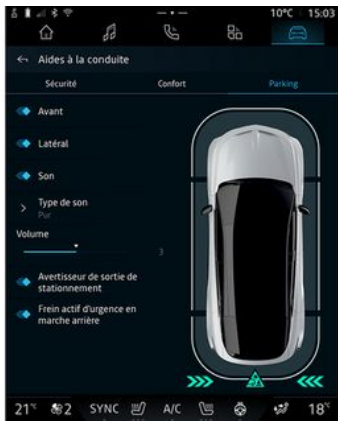 10°C 15:03
Aides à la conduite
Sécurité Confort Parking
Avant
Latéral
Son
Type de son
Pur
Volume
3
Avertisseur de sortie de
stationnement
Frein actif d'urgence en
marche arrière
21°C 2 SYNC A/C 18°C